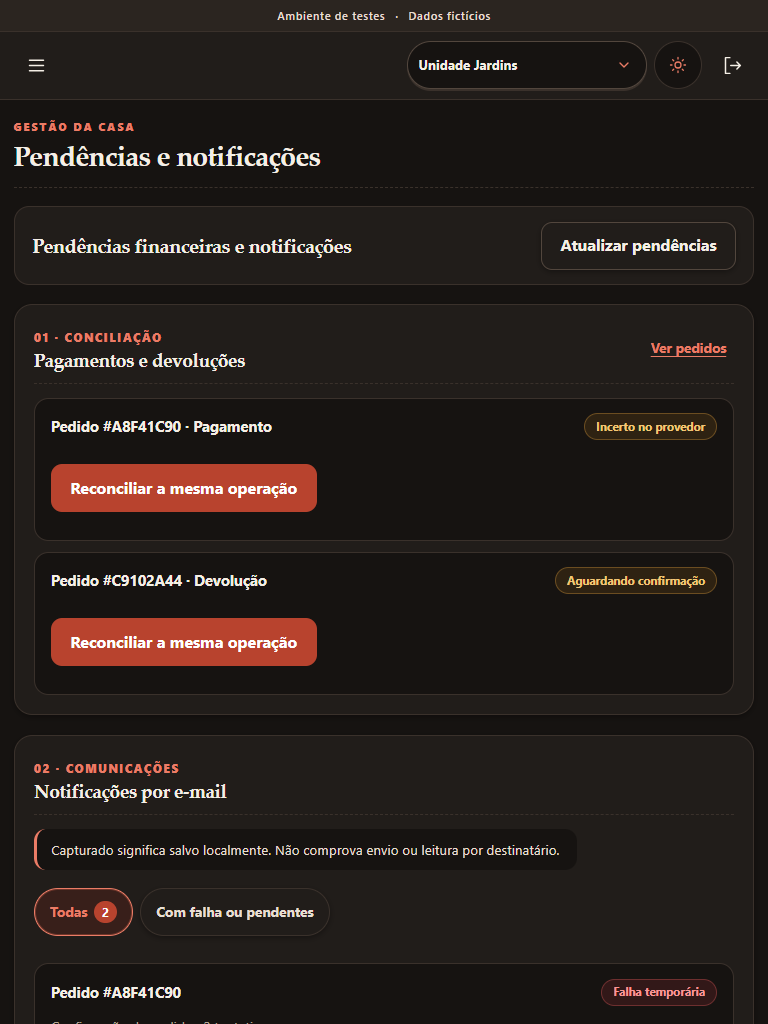 Ambiente de testes · Dados fictícios
Unidade Jardins
GESTÃO DA CASA
Pendências e notificações
Pendências financeiras e notificações
Atualizar pendências
01 · CONCILIAÇÃO
Pagamentos e devoluções
Ver pedidos
Pedido #A8F41C90 · Pagamento
Incerto no provedor
Reconciliar a mesma operação
Pedido #C9102A44 · Devolução
Aguardando confirmação
Reconciliar a mesma operação
02 · COMUNICAÇÕES
Notificações por e-mail
Capturado significa salvo localmente. Não comprova envio ou leitura por destinatário.
Todas 2
Com falha ou pendentes
Pedido #A8F41C90
Falha temporária